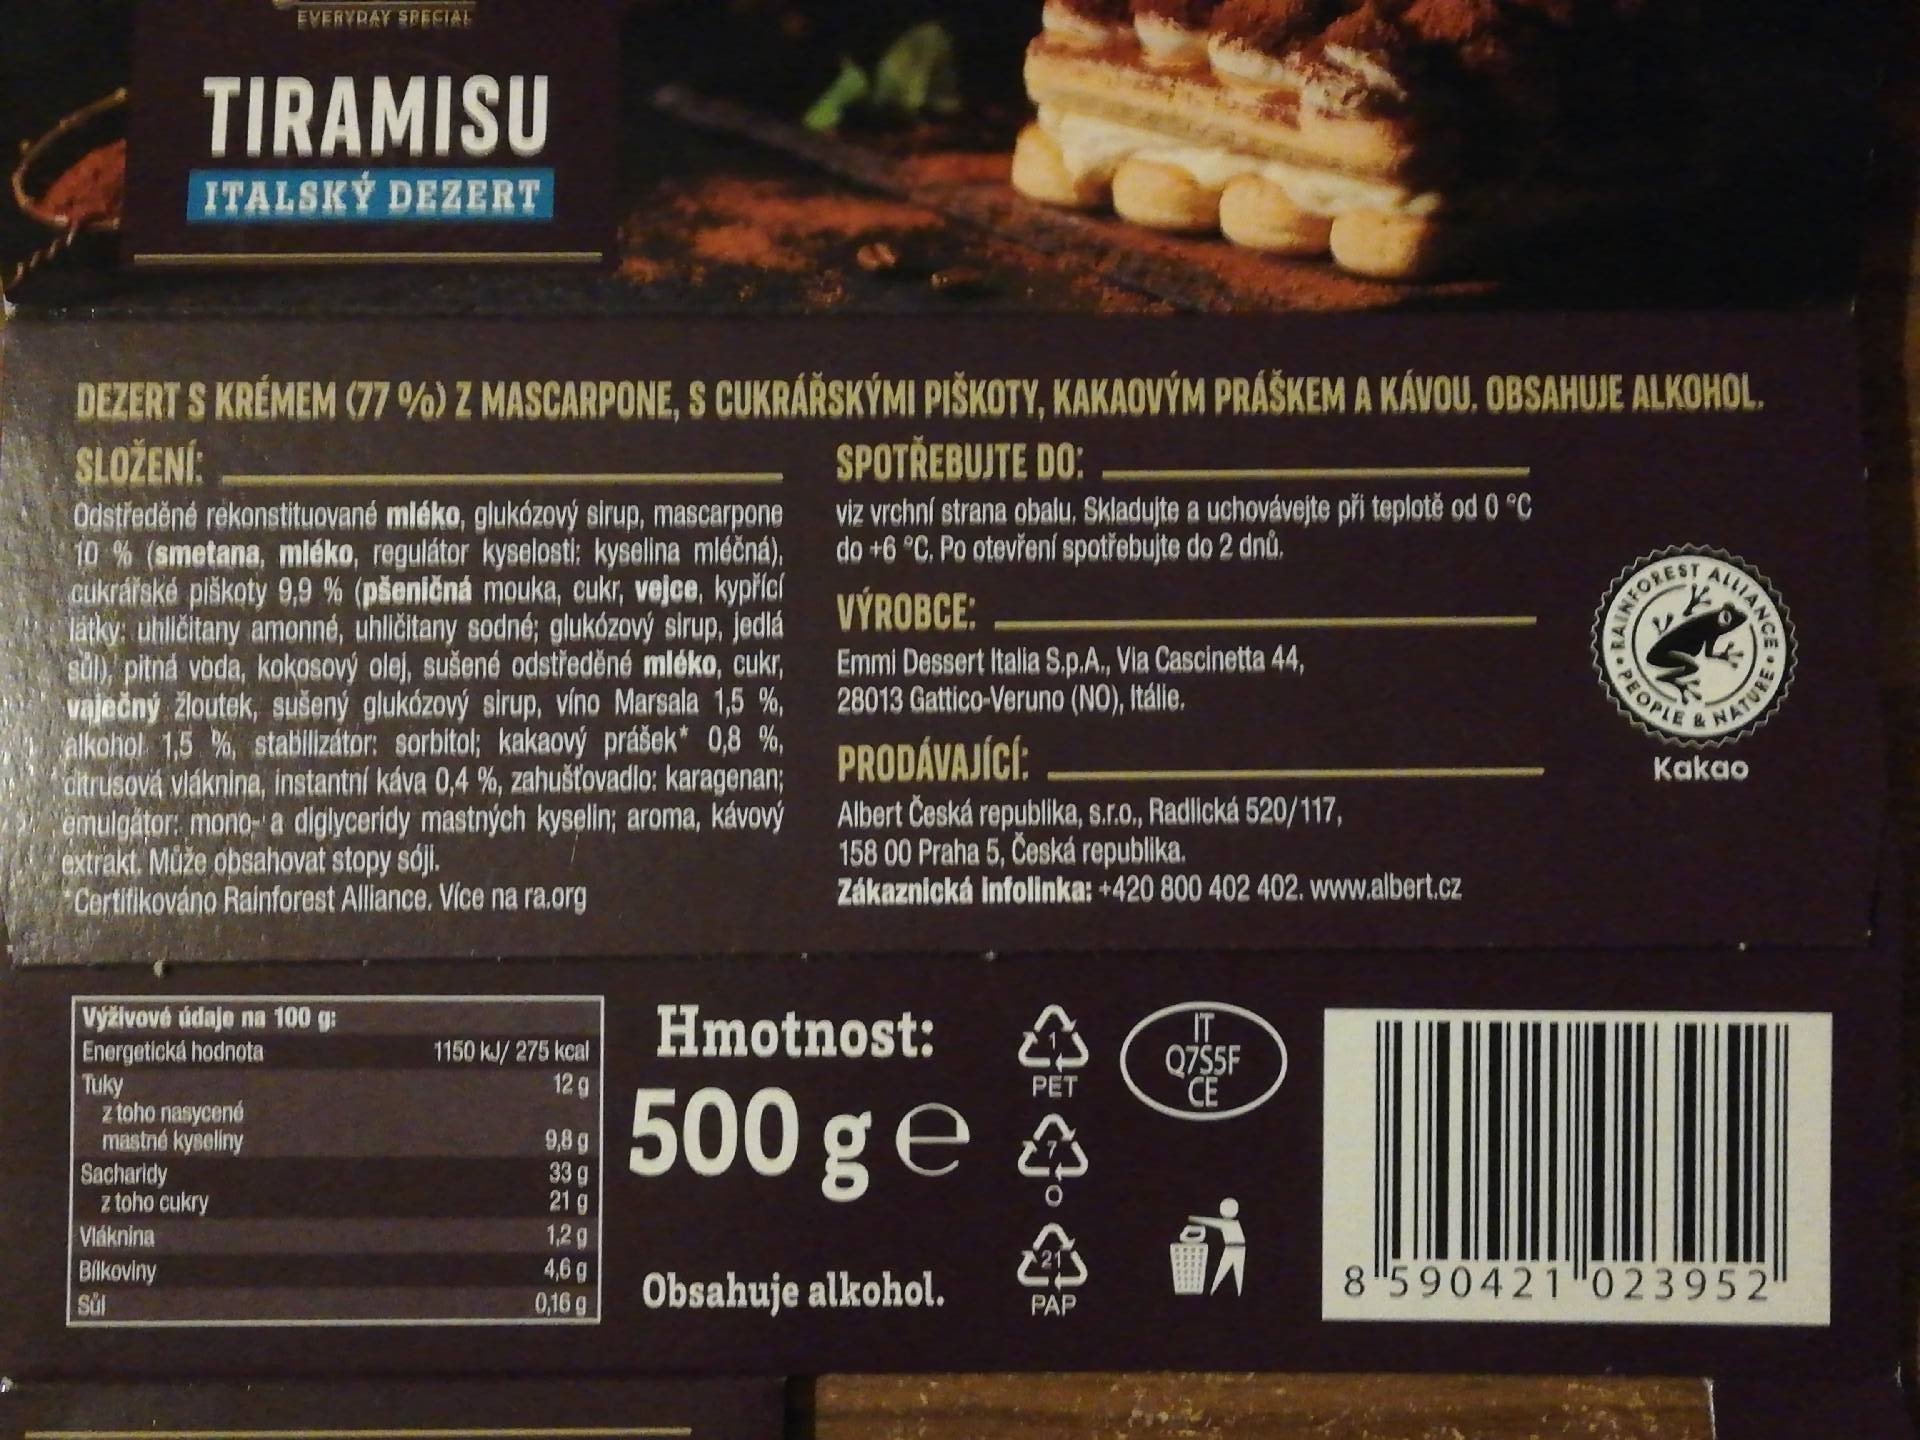 EVERYDAY SPECIAL
TIRAMISU
ITALSKÝ DEZERT
DEZERT S KRÉMEM (77 %) Z MASCARPONE, S CUKRÁŘSKÝMI PIŠKOTY, KAKAOVÝM PRÁŠKEM A KÁVOU. OBSAHUJE ALKOHOL.
SLOŽENÍ:
Odstředěné rekonstituované mléko, glukózový sirup, mascarpone
10 % (smetana, mléko, regulátor kyselosti: kyselina mléčná),
cukrářské piškoty 9,9 % (pšeničná mouka, cukr, vejce, kypřící
látky: uhličitany amonné, uhličitany sodné; glukózový sirup, jedlá
sůl), pitná voda, kokosový olej, sušené odstředěné mléko, cukr,
vaječný žloutek, sušený glukózový sirup, víno Marsala 1,5 %,
alkohol 1,5 %, stabilizátor: sorbitol; kakaový prášek* 0,8 %,
citrusová vláknina, instantní káva 0,4 %, zahušťovadlo: karagenan;
emulgátor: mono- a diglyceridy mastných kyselin; aroma, kávový
extrakt. Může obsahovat stopy sóji.
*Certifikováno Rainforest Alliance. Více na ra.org
SPOTŘEBUJTE DO:
viz vrchní strana obalu. Skladujte a uchovávejte při teplotě od 0 °C
do +6 °C. Po otevření spotřebujte do 2 dnů.
VÝROBCE:
Emmi Dessert Italia S.p.A., Via Cascinetta 44,
28013 Gattico-Veruno (NO), Itálie.
PRODÁVAJÍCÍ:
Albert Česká republika, s.r.o., Radlická 520/117,
158 00 Praha 5, Česká republika.
Zákaznická infolinka: +420 800 402 402. www.albert.cz
RAINFOREST ALLIANCE
PEOPLE & NATURE
Kakao
Výživové údaje na 100 g:
Energetická hodnota 1150 kJ/ 275 kcal
Tuky 12 g
z toho nasycené
mastné kyseliny 9,8 g
Sacharidy 33 g
z toho cukry 21 g
Vláknina 1,2 g
Bílkoviny 4,6 g
Sůl 0,16 g
Hmotnost:
500 g e
Obsahuje alkohol.
1
PET
7
O
21
PAP
IT
Q7S5F
CE
8 590421 023952